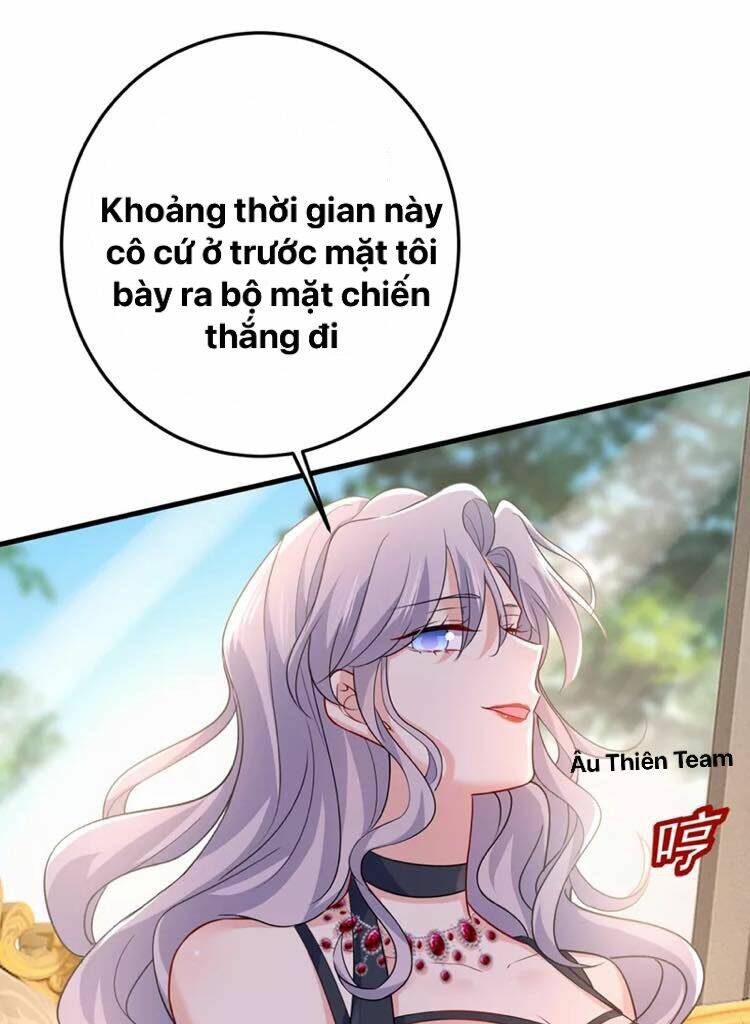 Khoảng thời gian này
cô cứ ở trước mặt tôi
bày ra bộ mặt chiến
thắng đi
Âu Thiên Team
哼